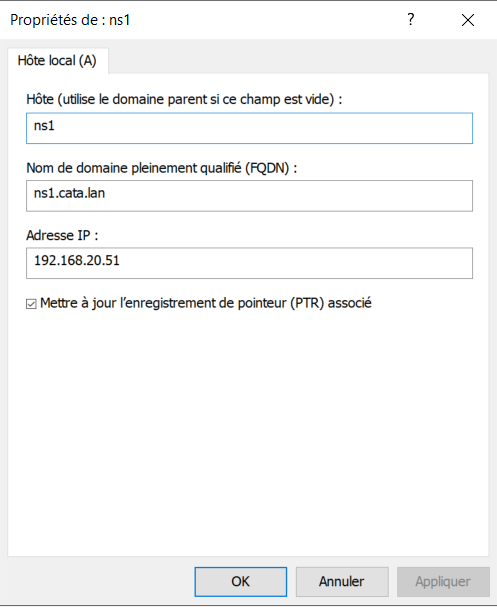 Propriétés de : ns1
?
Hôte local (A)
Hôte (utilise le domaine parent si ce champ est vide) :
ns1
Nom de domaine pleinement qualifié (FQDN) :
ns1.cata.lan
Adresse IP :
192.168.20.51
Mettre à jour l'enregistrement de pointeur (PTR) associé
OK Annuler Appliquer